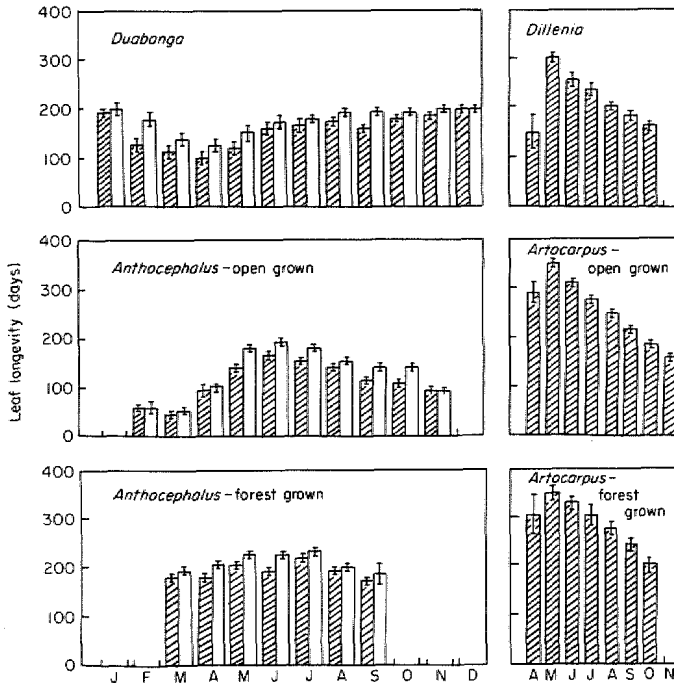 400
300
200
100
0
Duabanga
Dillenia
400
300
200
100
0
Anthocephalus – open grown
Artocarpus –
open grown
Leaf longevity (days)
400
300
200
100
0
Anthocephalus – forest grown
Artocarpus –
forest
grown
J F M A M J J A S O N D
A M J J A S O N